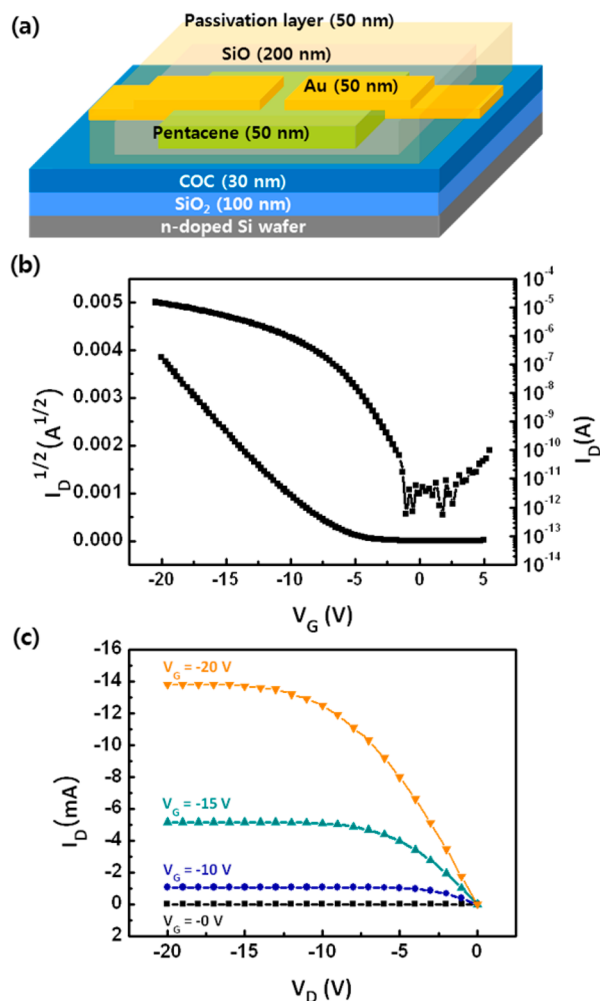 (a)
Passivation layer (50 nm)
SiO (200 nm)
Au (50 nm)
Pentacene (50 nm)
COC (30 nm)
SiO2 (100 nm)
n-doped Si wafer
(b)
0.005
0.004
0.003
0.002
0.001
0.000
ID^1/2 (A^1/2)
10^-4
10^-5
10^-6
10^-7
10^-8
10^-9
10^-10
10^-11
10^-12
10^-13
10^-14
ID(A)
-20 -15 -10 -5 0 5
VG (V)
(c)
-16
-14
-12
-10
-8
-6
-4
-2
0
2
ID(mA)
VG = -20 V
VG = -15 V
VG = -10 V
VG = -0 V
-20 -15 -10 -5 0
VD (V)